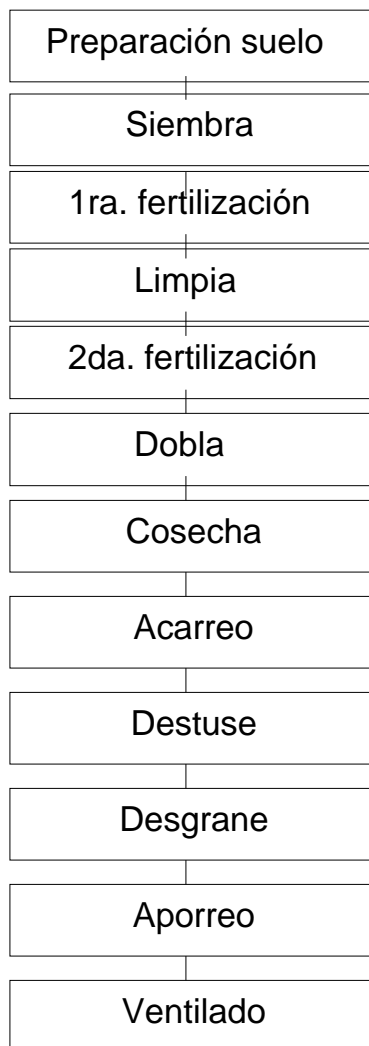 Preparación suelo
Siembra
1ra. fertilización
Limpia
2da. fertilización
Dobla
Cosecha
Acarreo
Destuse
Desgrane
Aporreo
Ventilado